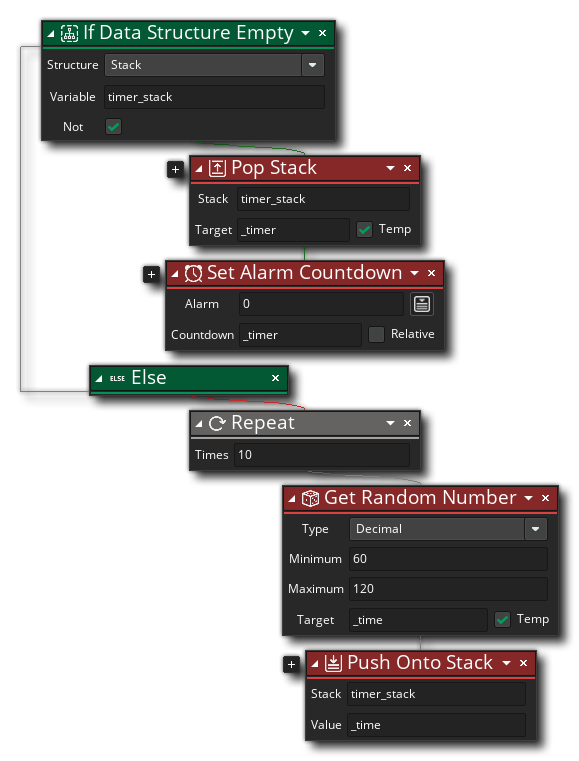 If Data Structure Empty
Structure Stack
Variable timer_stack
Not
Pop Stack
Stack timer_stack
Target _timer Temp
Set Alarm Countdown
Alarm 0
Countdown _timer Relative
ELSE Else
Repeat
Times 10
Get Random Number
Type Decimal
Minimum 60
Maximum 120
Target _time Temp
Push Onto Stack
Stack timer_stack
Value _time